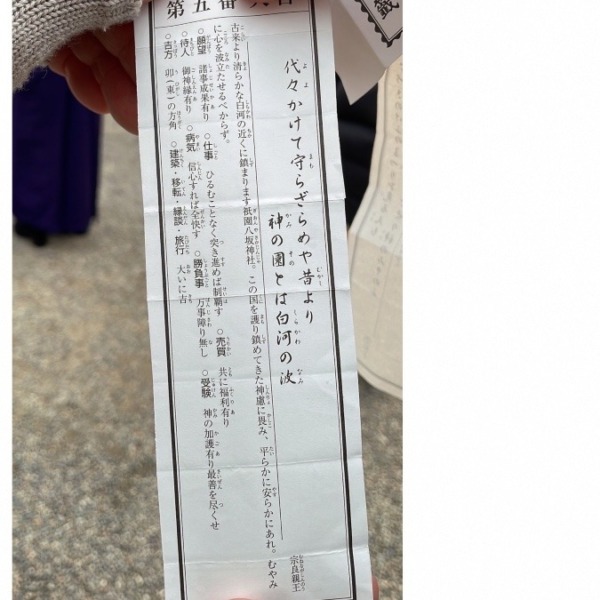 第五番
代々かけて守らざらめや昔より
神の園とは白河の波
宗良親王
古来より清らかな白河の近くに鎮まります祇園八坂神社。この国を護り鎮めてきた神慮に畏み、平らかに安らかにあれ。むやみ
に心を波立たせるべからず。
○願望 諸事成果有り ○仕事 ひるむことなく突き進めば制覇す ○売買 共に福利有り
○待人 御神縁有り ○病気 信心すれば全快す ○勝負事 万事障り無し ○受験 神の加護有り最善を尽くせ
○吉方 卯(東)の方角 ○建築・移転・縁談・旅行 大いに吉